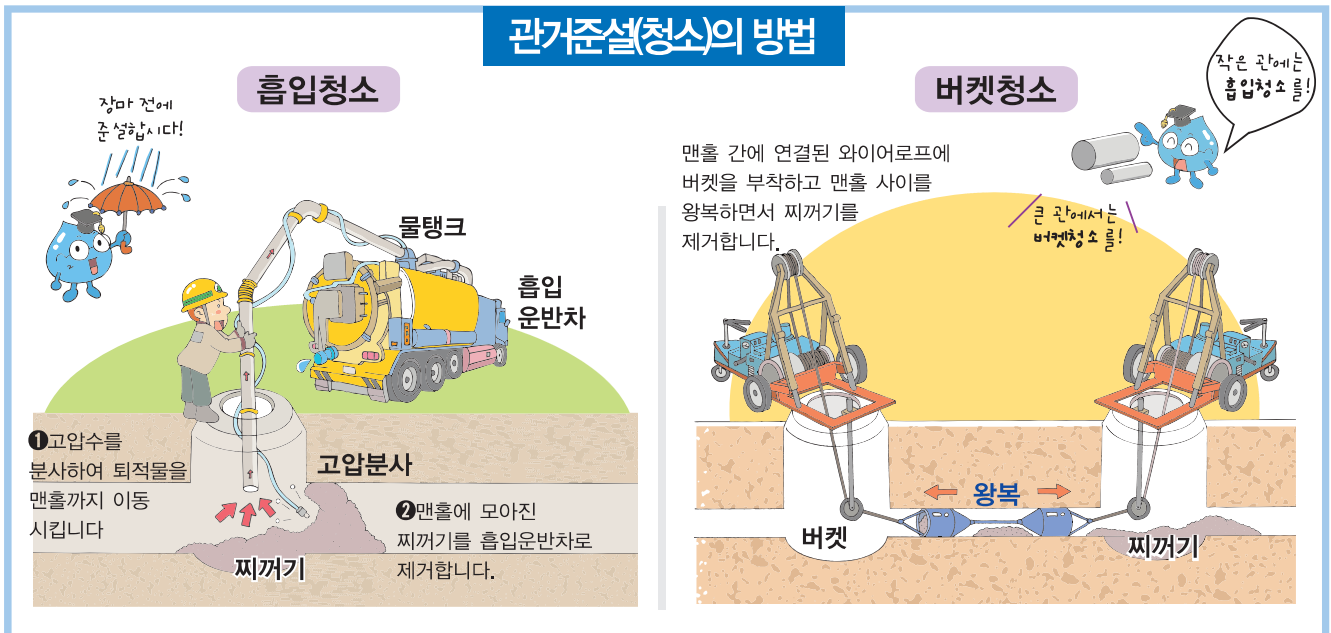 관거준설(청소)의 방법
흡입청소
장마 전에
준설합시다!
물탱크
흡입
운반차
❶고압수를
분사하여 퇴적물을
맨홀까지 이동
시킵니다
고압분사
❷맨홀에 모아진
찌꺼기를 흡입운반차로
제거합니다.
찌꺼기
버켓청소
작은 관에는
흡입청소를!
맨홀 간에 연결된 와이어로프에
버켓을 부착하고 맨홀 사이를
왕복하면서 찌꺼기를
제거합니다.
큰 관에서는
버켓청소를!
왕복
버켓
찌꺼기